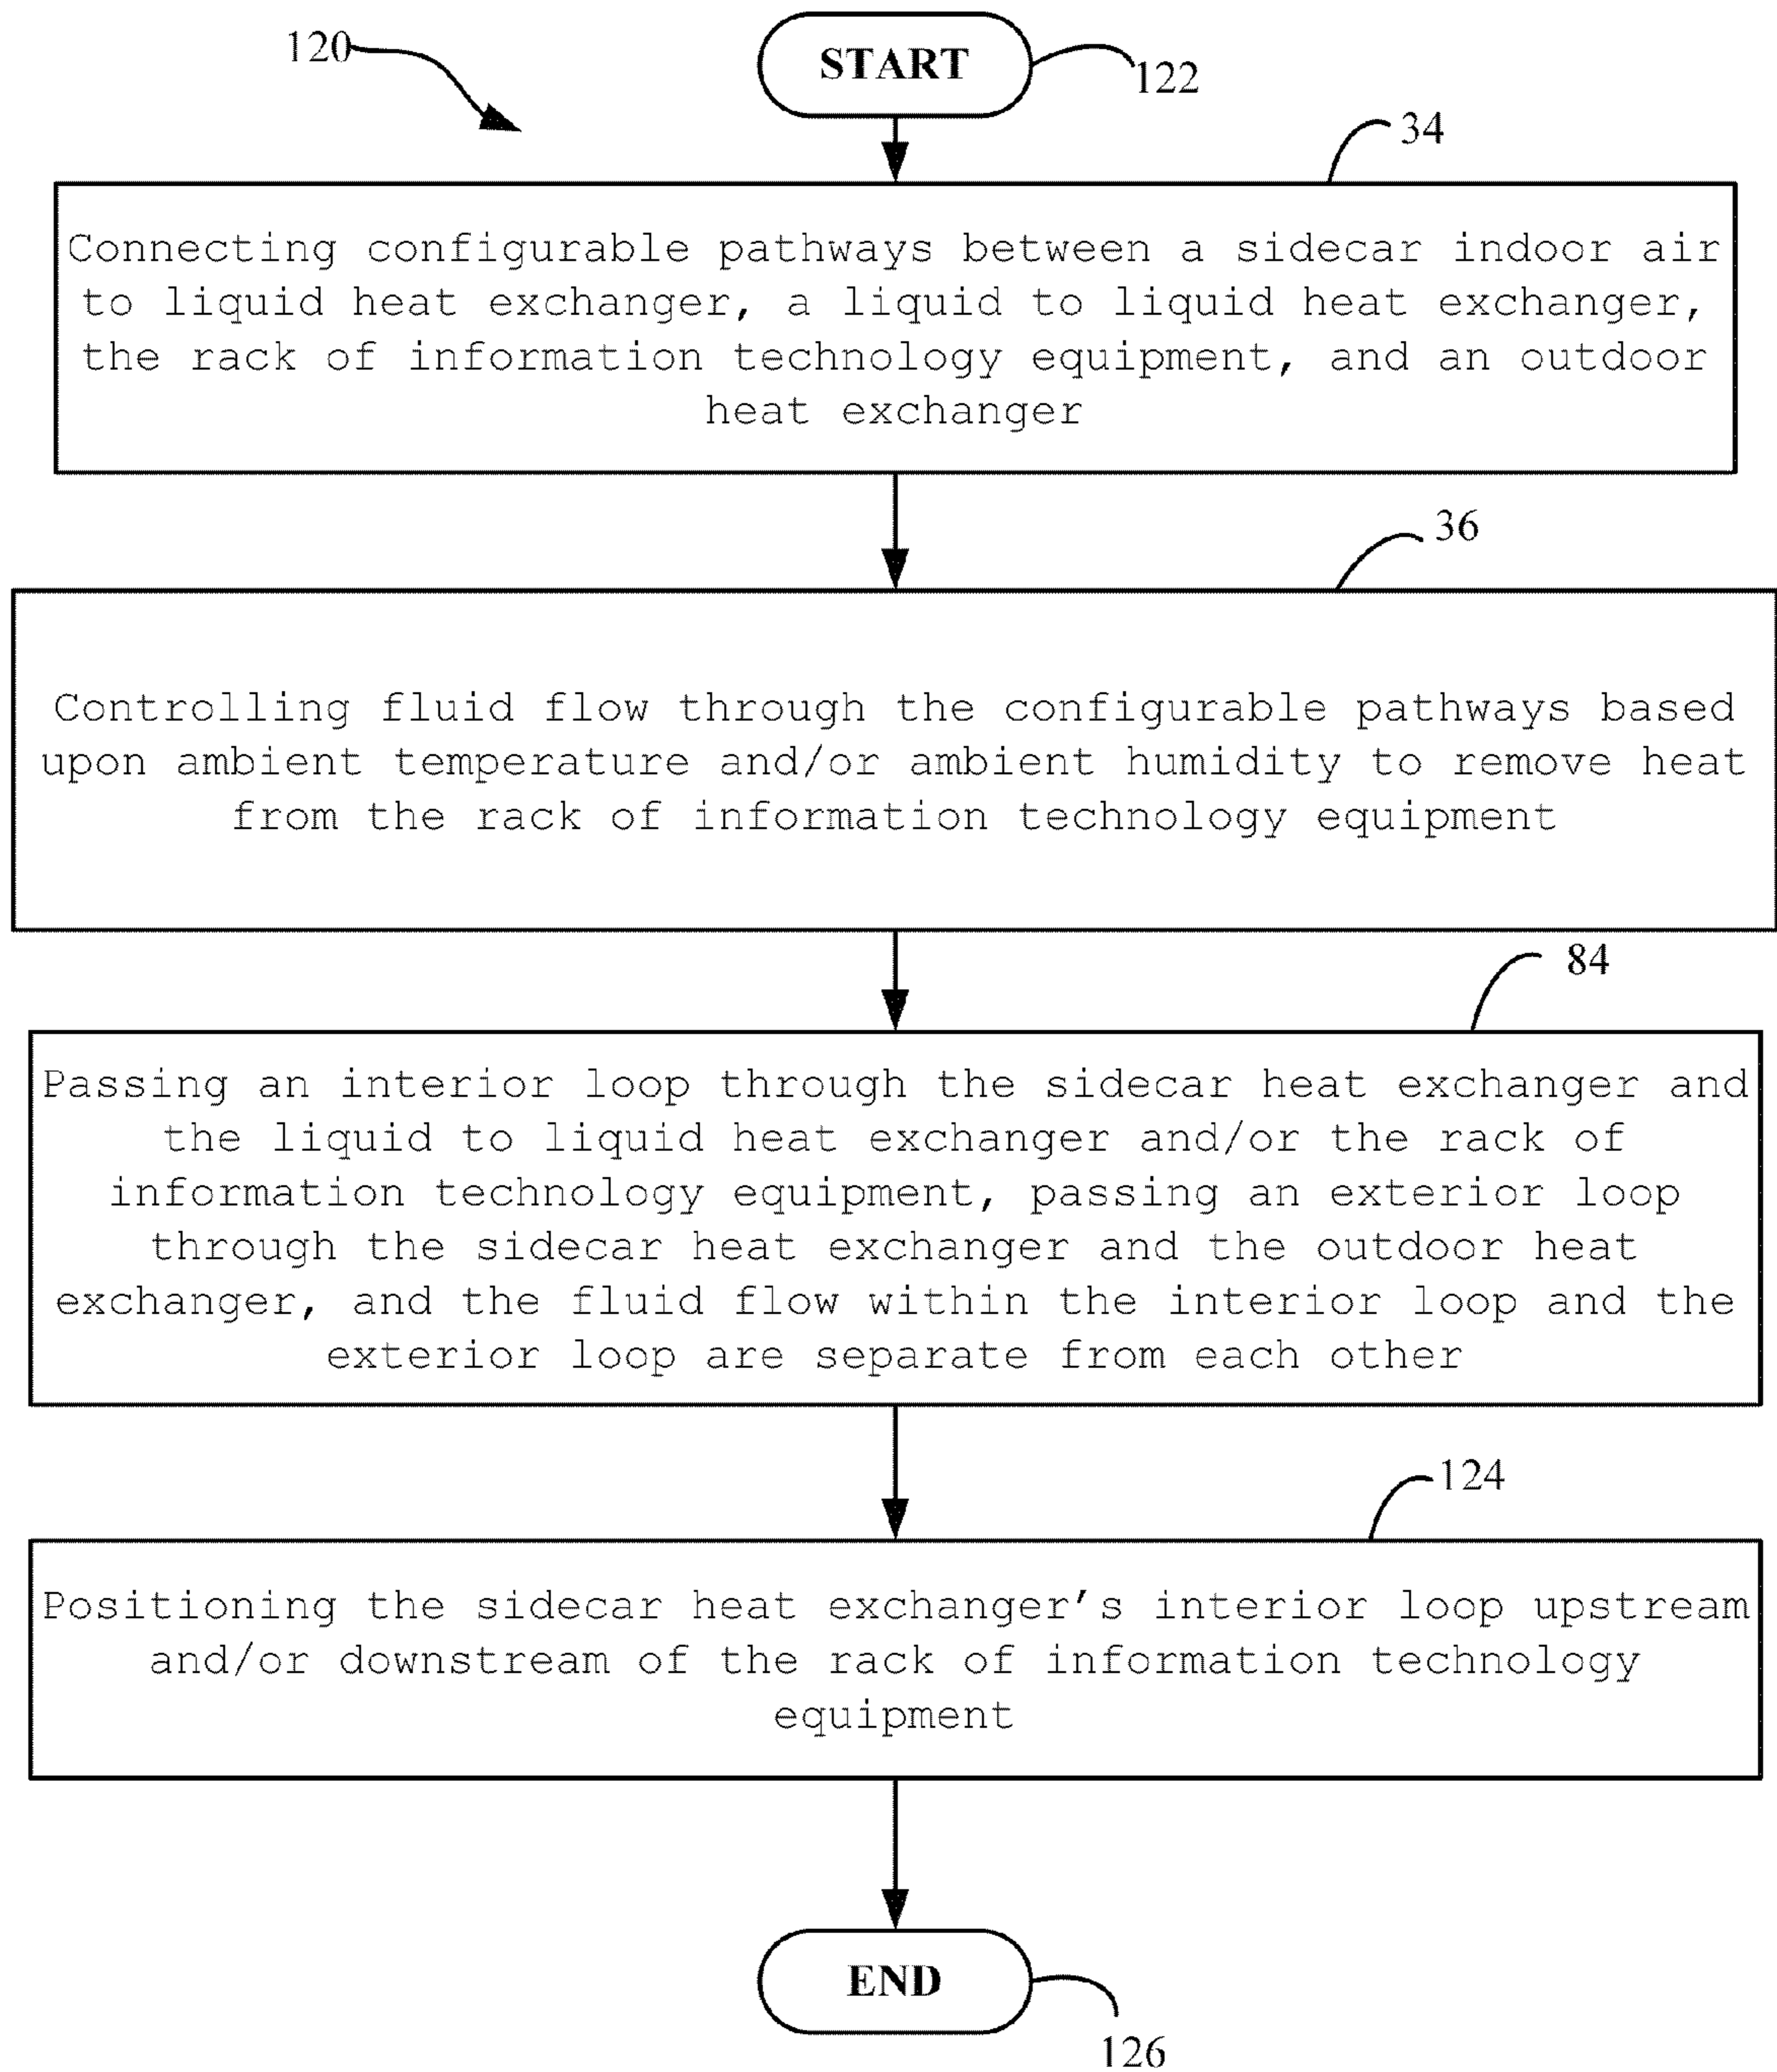 120
START
122
34
Connecting configurable pathways between a sidecar indoor air
to liquid heat exchanger, a liquid to liquid heat exchanger,
the rack of information technology equipment, and an outdoor
heat exchanger
36
Controlling fluid flow through the configurable pathways based
upon ambient temperature and/or ambient humidity to remove heat
from the rack of information technology equipment
84
Passing an interior loop through the sidecar heat exchanger and
the liquid to liquid heat exchanger and/or the rack of
information technology equipment, passing an exterior loop
through the sidecar heat exchanger and the outdoor heat
exchanger, and the fluid flow within the interior loop and the
exterior loop are separate from each other
124
Positioning the sidecar heat exchanger’s interior loop upstream
and/or downstream of the rack of information technology
equipment
END
126